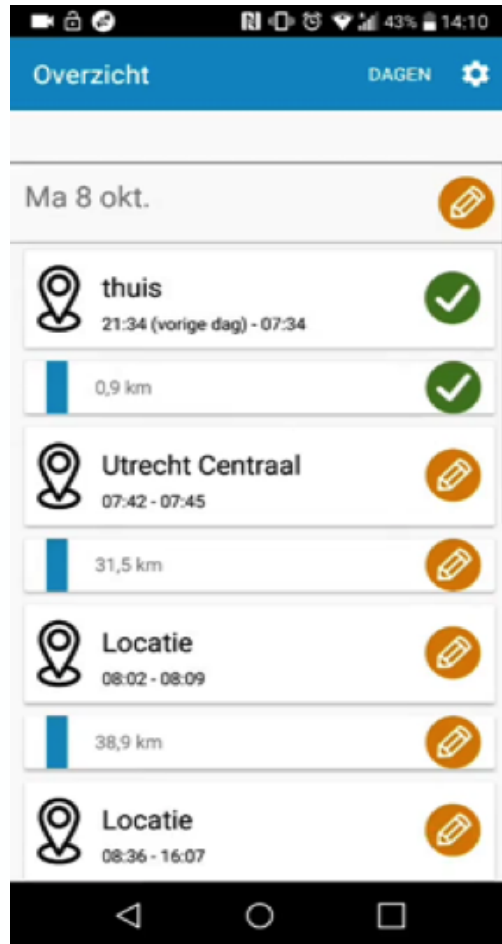 43% 14:10
Overzicht DAGEN
Ma 8 okt.
thuis
21:34 (vorige dag) - 07:34
0,9 km
Utrecht Centraal
07:42 - 07:45
31,5 km
Locatie
08:02 - 08:09
38,9 km
Locatie
08:36 - 16:07